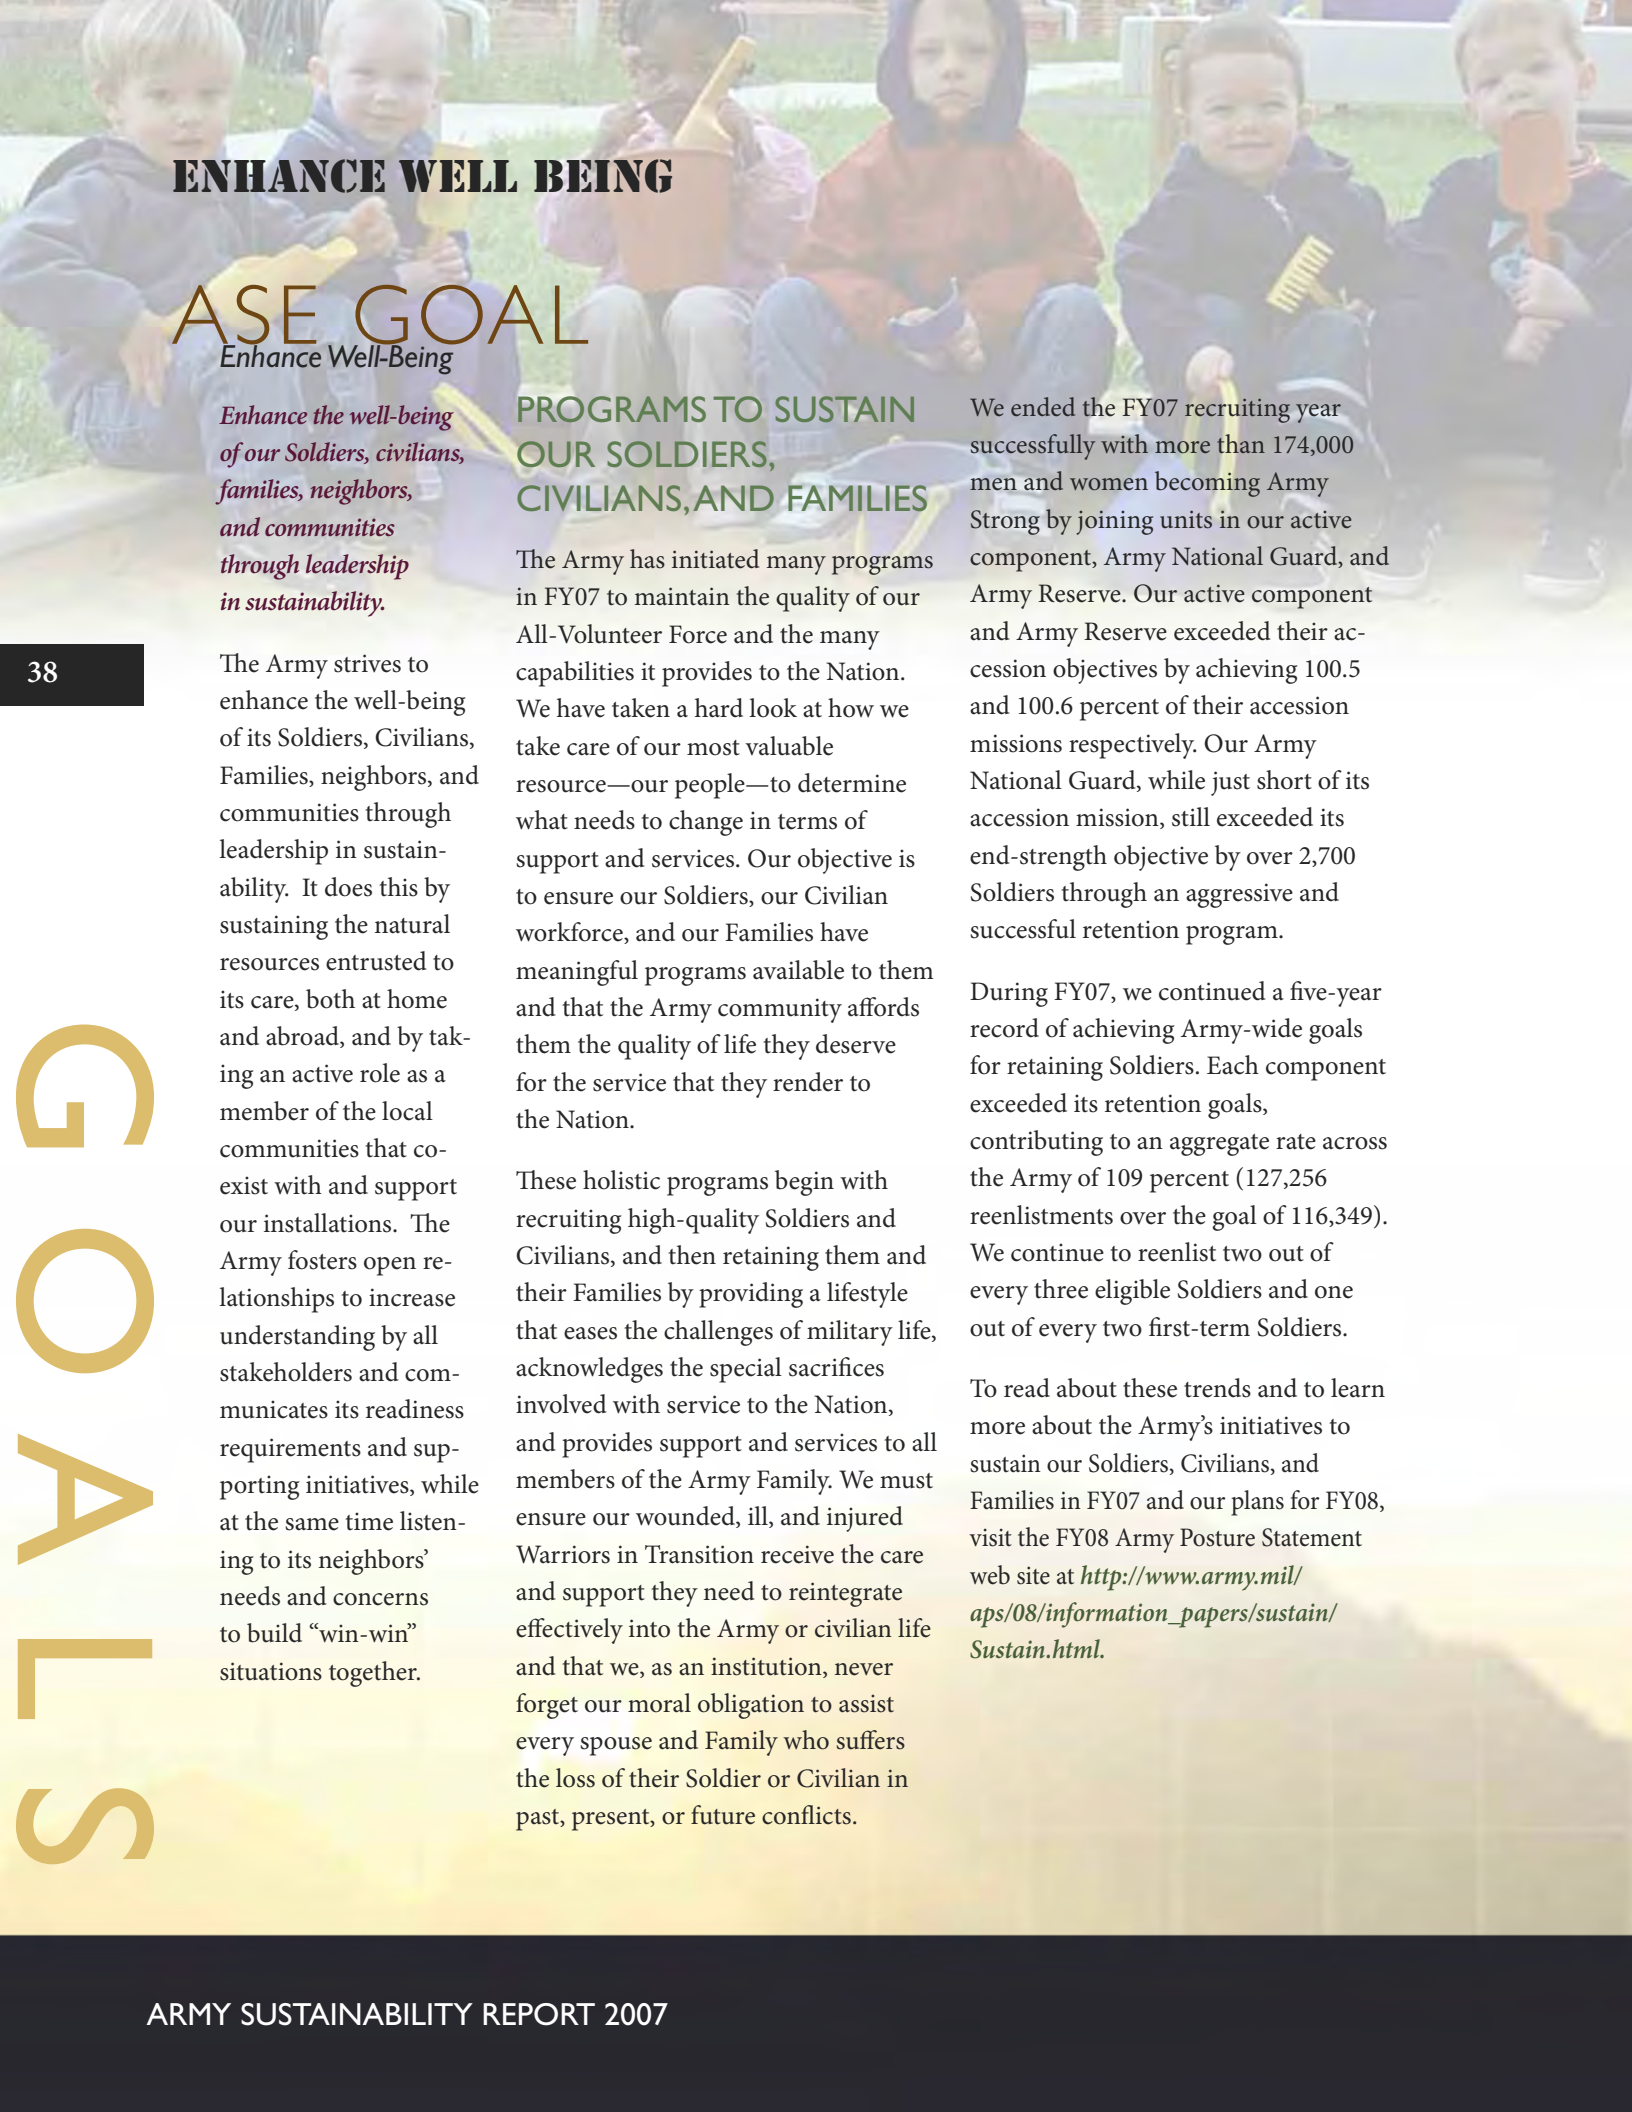 ENHANCE WELL BEING
ASE GOAL
Enhance Well-Being
Enhance the well-being
of our Soldiers, civilians,
families, neighbors,
and communities
through leadership
in sustainability.
The Army strives to
enhance the well-being
of its Soldiers, Civilians,
Families, neighbors, and
communities through
leadership in sustain-
ability.  It does this by
sustaining the natural
resources entrusted to
its care, both at home
and abroad, and by tak-
ing an active role as a
member of the local
communities that co-
exist with and support
our installations.  The
Army fosters open re-
lationships to increase
understanding by all
stakeholders and com-
municates its readiness
requirements and sup-
porting initiatives, while
at the same time listen-
ing to its neighbors’
needs and concerns
to build “win-win”
situations together.
PROGRAMS TO SUSTAIN
OUR SOLDIERS,
CIVILIANS, AND FAMILIES
The Army has initiated many programs
in FY07 to maintain the quality of our
All-Volunteer Force and the many
capabilities it provides to the Nation.
We have taken a hard look at how we
take care of our most valuable
resource—our people—to determine
what needs to change in terms of
support and services. Our objective is
to ensure our Soldiers, our Civilian
workforce, and our Families have
meaningful programs available to them
and that the Army community affords
them the quality of life they deserve
for the service that they render to
the Nation.
These holistic programs begin with
recruiting high-quality Soldiers and
Civilians, and then retaining them and
their Families by providing a lifestyle
that eases the challenges of military life,
acknowledges the special sacrifices
involved with service to the Nation,
and provides support and services to all
members of the Army Family. We must
ensure our wounded, ill, and injured
Warriors in Transition receive the care
and support they need to reintegrate
effectively into the Army or civilian life
and that we, as an institution, never
forget our moral obligation to assist
every spouse and Family who suffers
the loss of their Soldier or Civilian in
past, present, or future conflicts.
We ended the FY07 recruiting year
successfully with more than 174,000
men and women becoming Army
Strong by joining units in our active
component, Army National Guard, and
Army Reserve. Our active component
and Army Reserve exceeded their ac-
cession objectives by achieving 100.5
and 100.6 percent of their accession
missions respectively. Our Army
National Guard, while just short of its
accession mission, still exceeded its
end-strength objective by over 2,700
Soldiers through an aggressive and
successful retention program.
During FY07, we continued a five-year
record of achieving Army-wide goals
for retaining Soldiers. Each component
exceeded its retention goals,
contributing to an aggregate rate across
the Army of 109 percent (127,256
reenlistments over the goal of 116,349).
We continue to reenlist two out of
every three eligible Soldiers and one
out of every two first-term Soldiers.
To read about these trends and to learn
more about the Army’s initiatives to
sustain our Soldiers, Civilians, and
Families in FY07 and our plans for FY08,
visit the FY08 Army Posture Statement
web site at http://www.army.mil/
aps/08/information_papers/sustain/
Sustain.html.
38
GOALS
ARMY SUSTAINABILITY REPORT 2007